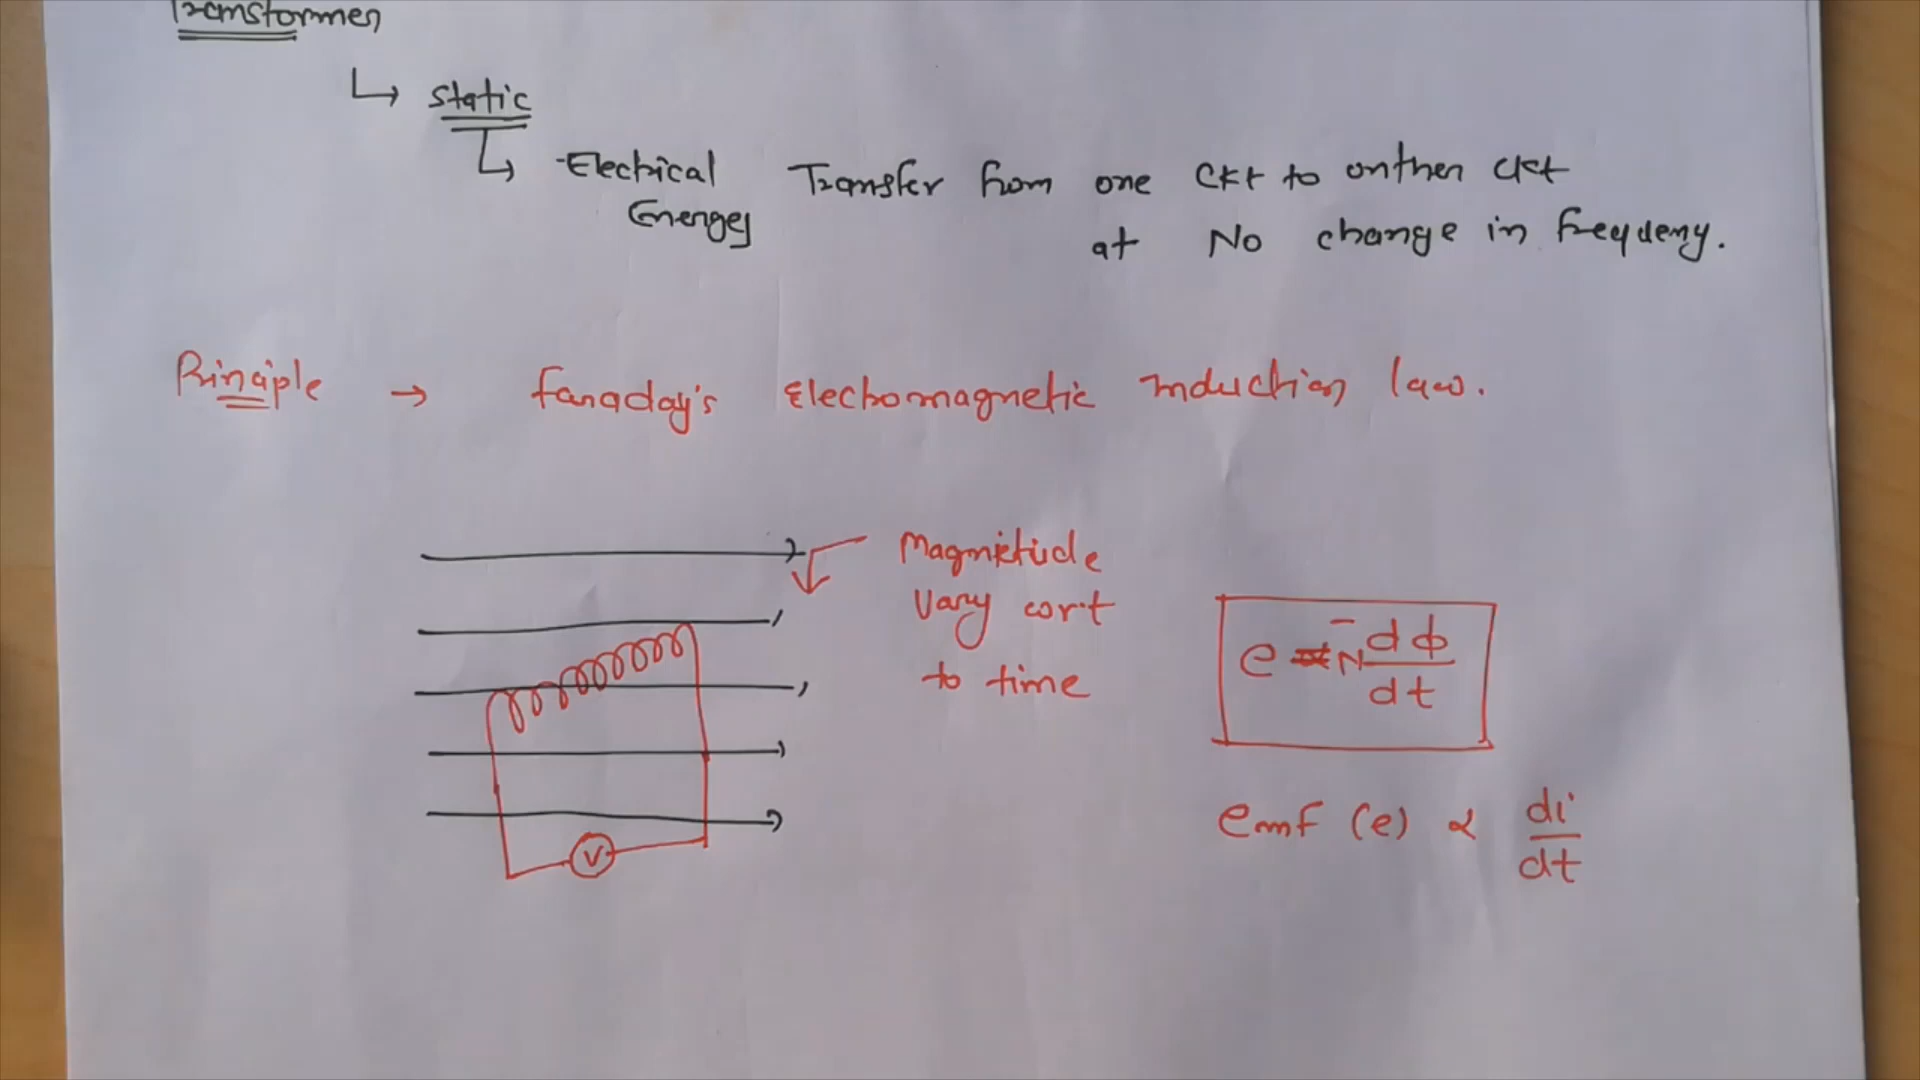 Transformer
↳ Static
↳ Electrical Transfer from one ckt to onther ckt
Energy at No change in frequency.
Prinaiple → Faraday's Electromagnetic Induction law.
Magnitude
Vary w.r.t
to time
e = -N dφ/dt
emf (e) ∝ di/dt
V